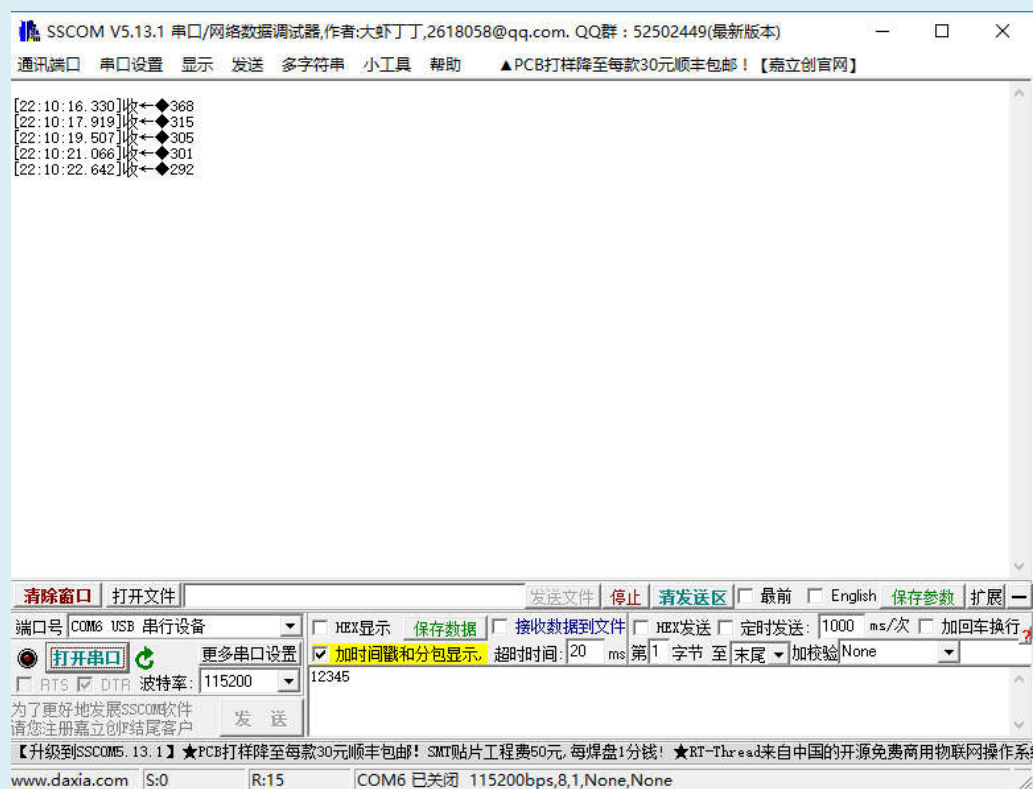 SSCOM V5.13.1 串口/网络数据调试器,作者:大虾丁丁,2618058@qq.com. QQ群：52502449(最新版本)
通讯端口 串口设置 显示 发送 多字符串 小工具 帮助 ▲PCB打样降至每款30元顺丰包邮！【嘉立创官网】
[22:10:16.330]收←◆368
[22:10:17.919]收←◆315
[22:10:19.507]收←◆305
[22:10:21.066]收←◆301
[22:10:22.642]收←◆292
清除窗口 打开文件 发送文件 停止 清发送区 最前 English 保存参数 扩展 —
端口号 COM6 USB 串行设备 HEX显示 保存数据 接收数据到文件 HEX发送 定时发送: 1000 ms/次 加回车换行
打开串口 更多串口设置 加时间戳和分包显示, 超时时间: 20 ms 第1 字节 至 末尾 加校验 None ?
RTS DTR 波特率: 115200 12345
为了更好地发展SSCOM软件
请您注册嘉立创F结尾客户 发 送
【升级到SSCOM5.13.1】★PCB打样降至每款30元顺丰包邮! SMT贴片工程费50元,每焊盘1分钱! ★RT-Thread来自中国的开源免费商用物联网操作系
www.daxia.com S:0 R:15 COM6 已关闭 115200bps,8,1,None,None